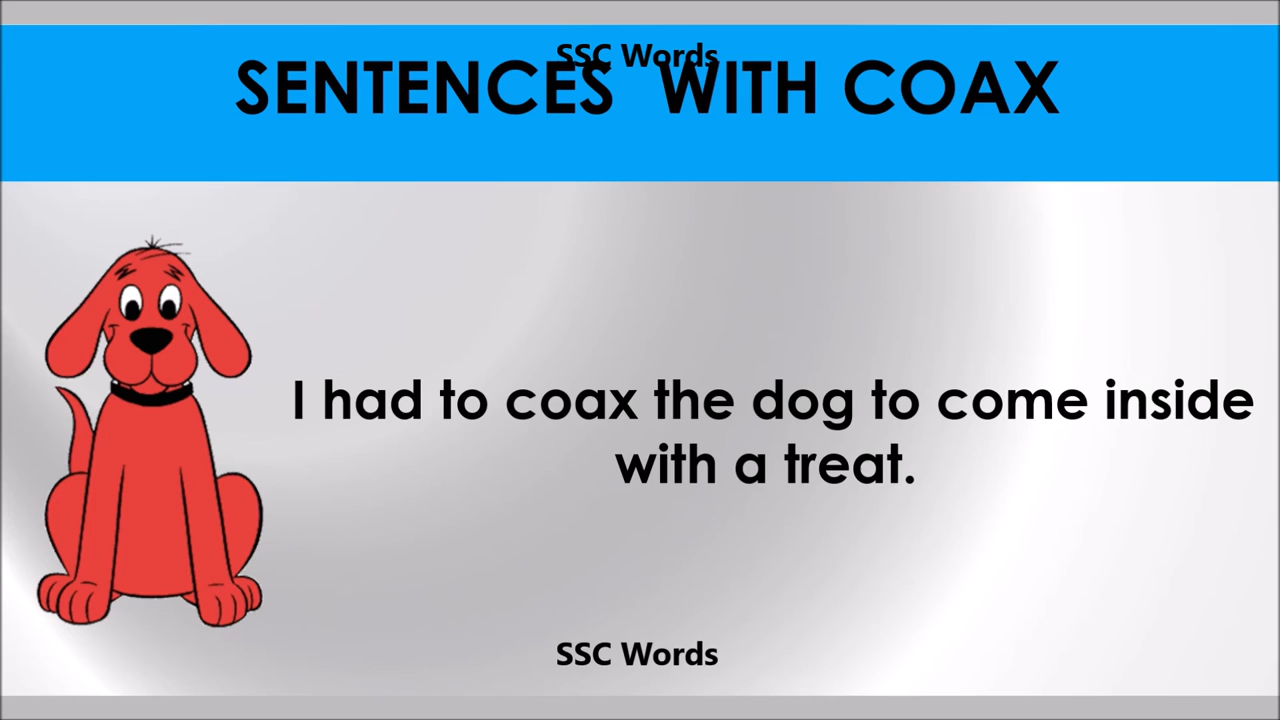 SSC Words
SENTENCES WITH COAX
I had to coax the dog to come inside
with a treat.
SSC Words